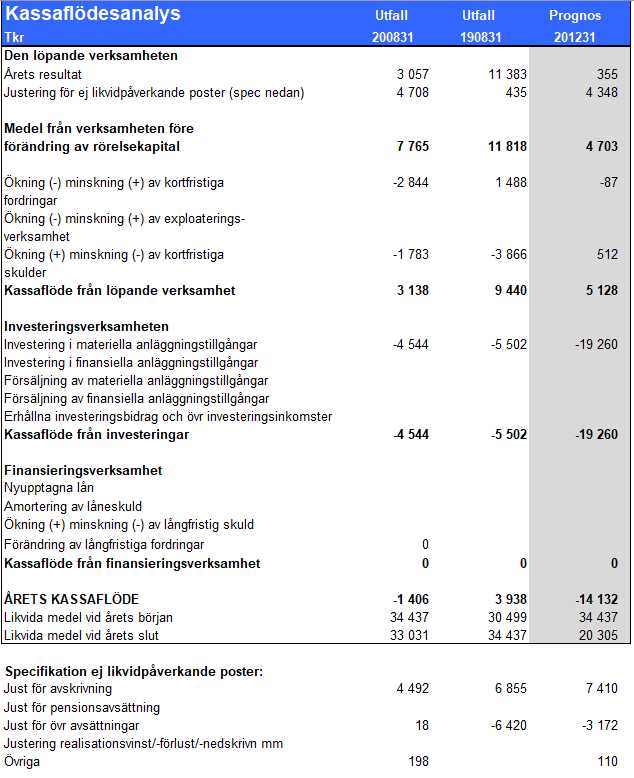 Kassaflödesanalys Utfall Utfall Prognos
Tkr 200831 190831 201231
Den löpande verksamheten
Årets resultat 3 057 11 383 355
Justering för ej likvidpåverkande poster (spec nedan) 4 708 435 4 348
Medel från verksamheten före
förändring av rörelsekapital 7 765 11 818 4 703
Ökning (-) minskning (+) av kortfristiga -2 844 1 488 -87
fordringar
Ökning (-) minskning (+) av exploaterings-
verksamhet
Ökning (+) minskning (-) av kortfristiga -1 783 -3 866 512
skulder
Kassaflöde från löpande verksamhet 3 138 9 440 5 128
Investeringsverksamheten
Investering i materiella anläggningstillgångar -4 544 -5 502 -19 260
Investering i finansiella anläggningstillgångar
Försäljning av materiella anläggningstillgångar
Försäljning av finansiella anläggningstillgångar
Erhållna investeringsbidrag och övr investeringsinkomster
Kassaflöde från investeringar -4 544 -5 502 -19 260
Finansieringsverksamhet
Nyupptagna lån
Amortering av låneskuld
Ökning (+) minskning (-) av långfristig skuld
Förändring av långfristiga fordringar 0
Kassaflöde från finansieringsverksamhet 0 0 0
ÅRETS KASSAFLÖDE -1 406 3 938 -14 132
Likvida medel vid årets början 34 437 30 499 34 437
Likvida medel vid årets slut 33 031 34 437 20 305
Specifikation ej likvidpåverkande poster:
Just för avskrivning 4 492 6 855 7 410
Just för pensionsavsättning
Just för övr avsättningar 18 -6 420 -3 172
Justering realisationsvinst/-förlust/-nedskrivn mm
Övriga 198 110